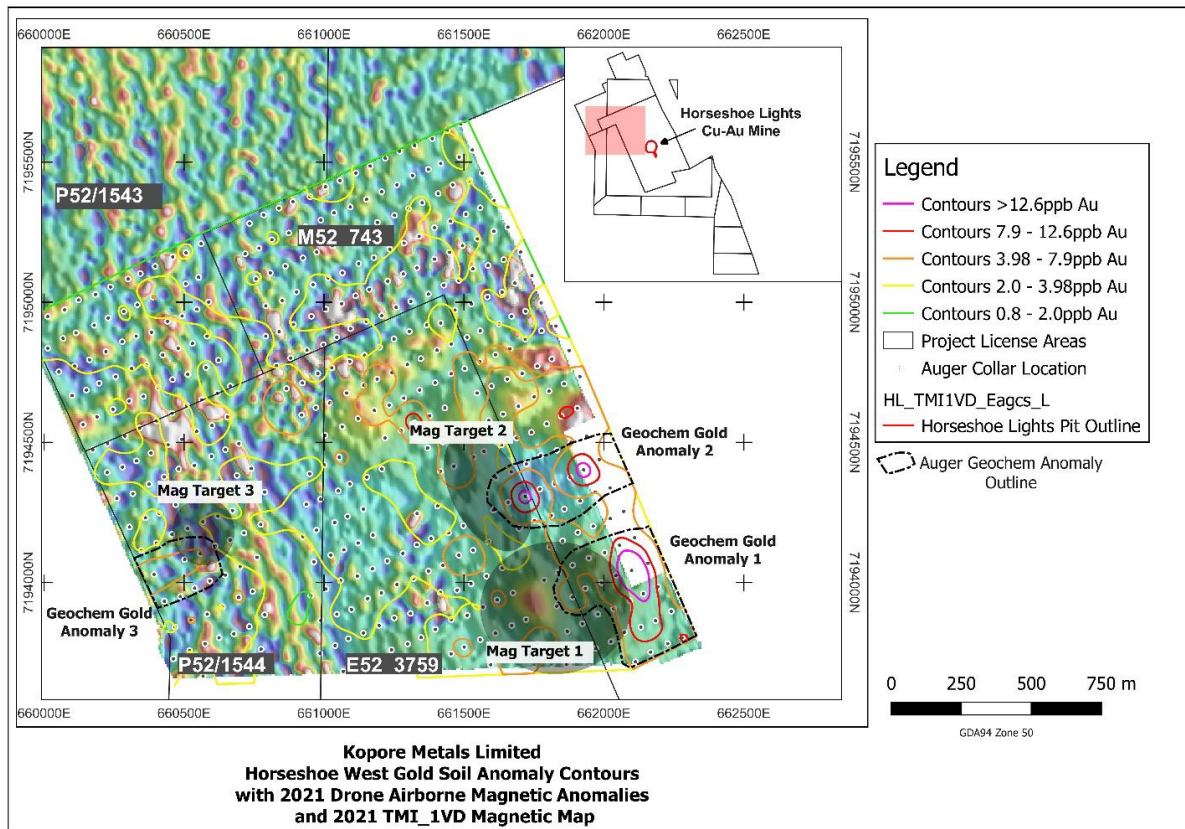 660000E 660500E 661000E 661500E 662000E 662500E
7195500N
7195000N
7194500N
7194000N
7195500N
7195000N
7194500N
7194000N
P52/1543
M52 743
Horseshoe Lights
Cu-Au Mine
Mag Target 2
Geochem Gold
Anomaly 2
Mag Target 3
Geochem Gold
Anomaly 1
Geochem Gold
Anomaly 3
Mag Target 1
P52/1544
E52 3759
660000E 660500E 661000E 661500E 662000E 662500E
Legend
Contours >12.6ppb Au
Contours 7.9 - 12.6ppb Au
Contours 3.98 - 7.9ppb Au
Contours 2.0 - 3.98ppb Au
Contours 0.8 - 2.0ppb Au
Project License Areas
Auger Collar Location
HL_TMI1VD_Eagcs_L
Horseshoe Lights Pit Outline
Auger Geochem Anomaly
Outline
0 250 500 750 m
GDA94 Zone 50
Kopore Metals Limited
Horseshoe West Gold Soil Anomaly Contours
with 2021 Drone Airborne Magnetic Anomalies
and 2021 TMI_1VD Magnetic Map